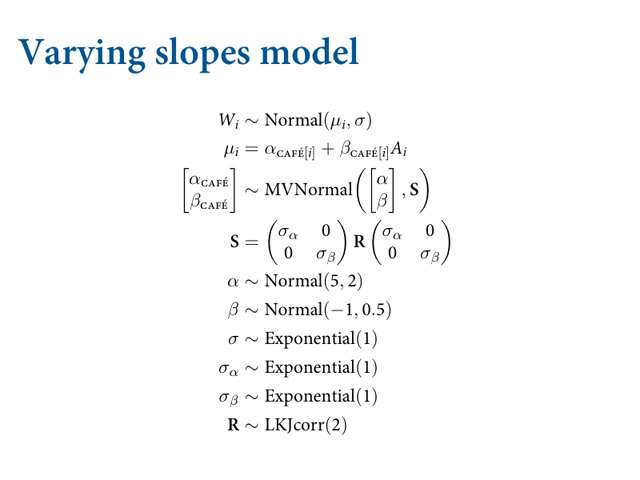 Varying slopes model
W_i ∼ Normal(μ_i, σ)
μ_i = α_CAFÉ[i] + β_CAFÉ[i] A_i
[α_CAFÉ β_CAFÉ] ∼ MVNormal([α β], S)
S = (σ_α 0 0 σ_β) R (σ_α 0 0 σ_β)
α ∼ Normal(5, 2)
β ∼ Normal(−1, 0.5)
σ ∼ Exponential(1)
σ_α ∼ Exponential(1)
σ_β ∼ Exponential(1)
R ∼ LKJcorr(2)